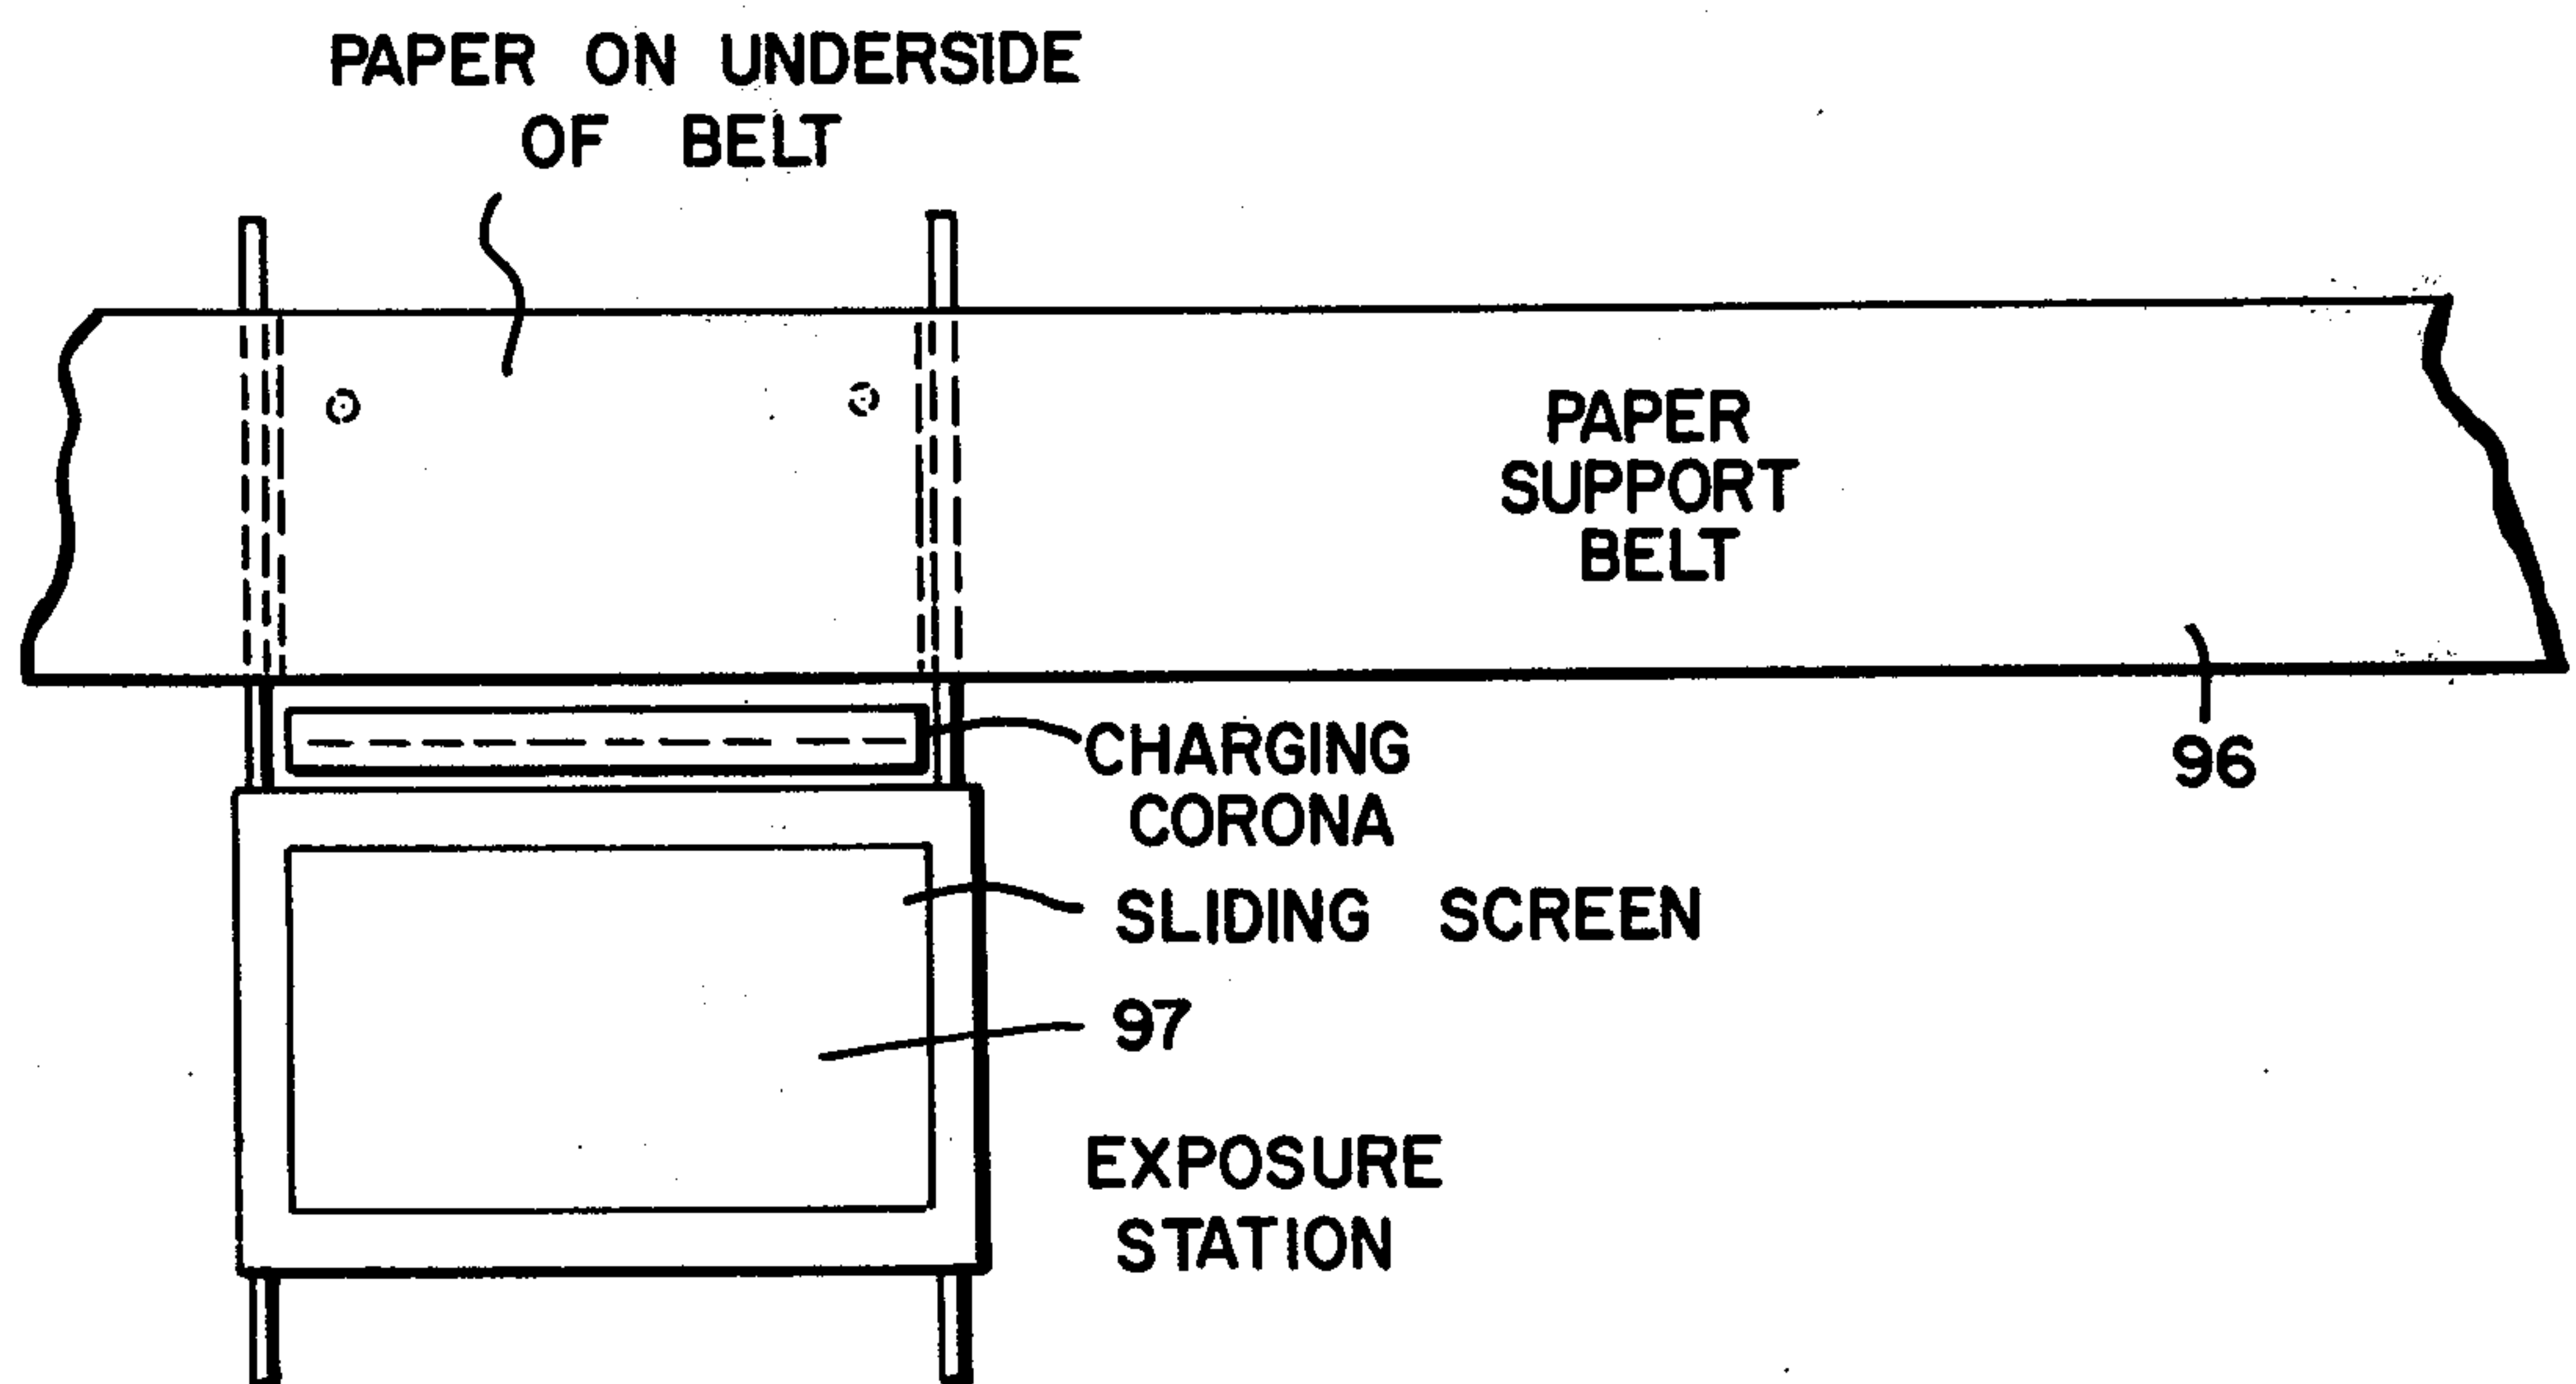 PAPER ON UNDERSIDE
OF BELT
PAPER
SUPPORT
BELT
96
CHARGING
CORONA
SLIDING SCREEN
97
EXPOSURE
STATION